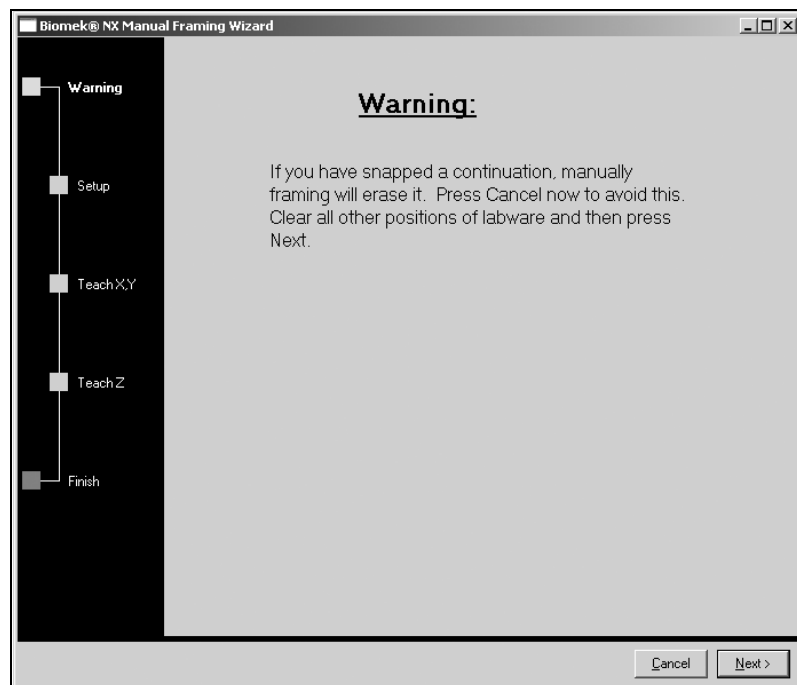 Biomek® NX Manual Framing Wizard
Warning
Setup
Teach X,Y
Teach Z
Finish
Warning:
If you have snapped a continuation, manually
framing will erase it. Press Cancel now to avoid this.
Clear all other positions of labware and then press
Next.
Cancel
Next >